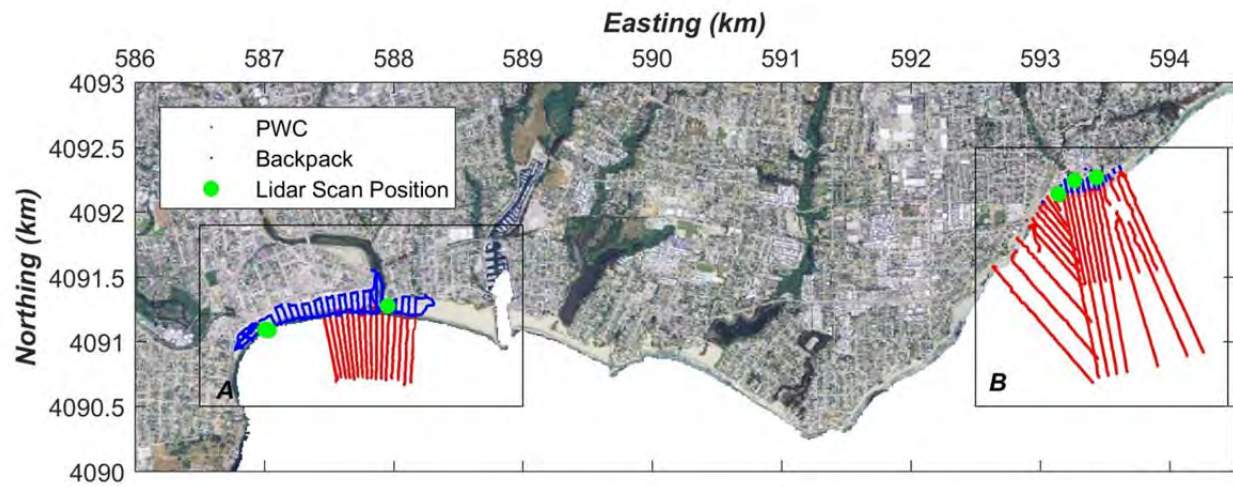 Easting (km)
586 587 588 589 590 591 592 593 594
4093
4092.5
4092
4091.5
4091
4090.5
4090
Northing (km)
PWC
Backpack
Lidar Scan Position
A
B